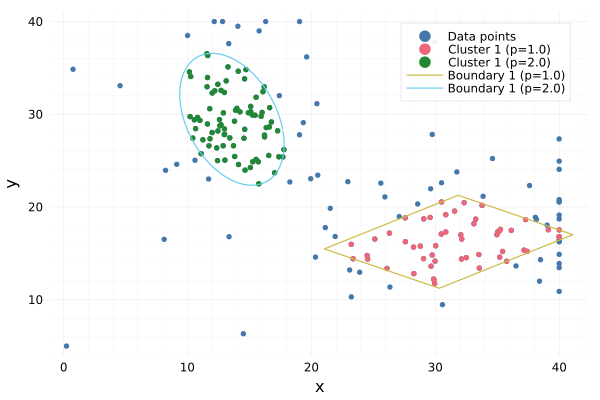 40
30
20
10
y
0
10
20
30
40
x
Data points
Cluster 1 (p=1.0)
Cluster 1 (p=2.0)
Boundary 1 (p=1.0)
Boundary 1 (p=2.0)